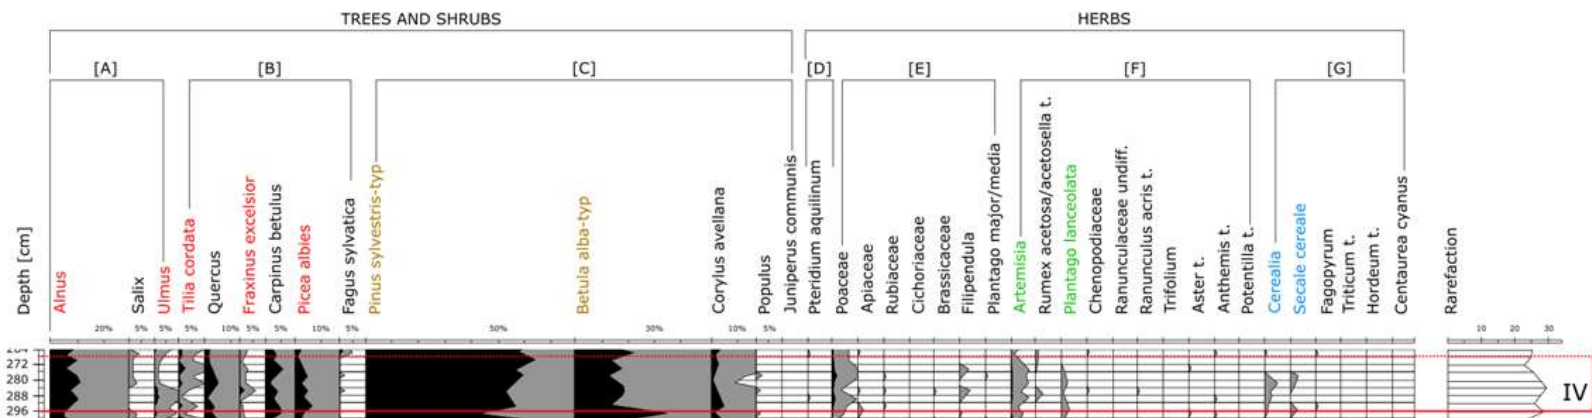 TREES AND SHRUBS HERBS
[A] [B] [C] [D] [E] [F] [G]
Depth [cm]
Alnus
Salix
Ulmus
Tilia cordata
Quercus
Fraxinus excelsior
Carpinus betulus
Picea albies
Fagus sylvatica
Pinus sylvestris-typ
Betula alba-typ
Corylus avellana
Populus
Juniperus communis
Pteridium aquilinum
Poaceae
Apiaceae
Rubiaceae
Cichoriaceae
Brassicaceae
Filipendula
Plantago major/media
Artemisia
Rumex acetosa/acetosella t.
Plantago lanceolata
Chenopodiaceae
Ranunculaceae undiff.
Ranunculus acris t.
Trifolium
Aster t.
Anthemis t.
Potentilla t.
Cerealia
Secale cereale
Fagopyrum
Triticum t.
Hordeum t.
Centaurea cyanus
Rarefaction
20% 5% 5% 5% 10% 5% 5% 10% 5% 50% 30% 10% 5% 10 20 30
272
280
288
296
IV